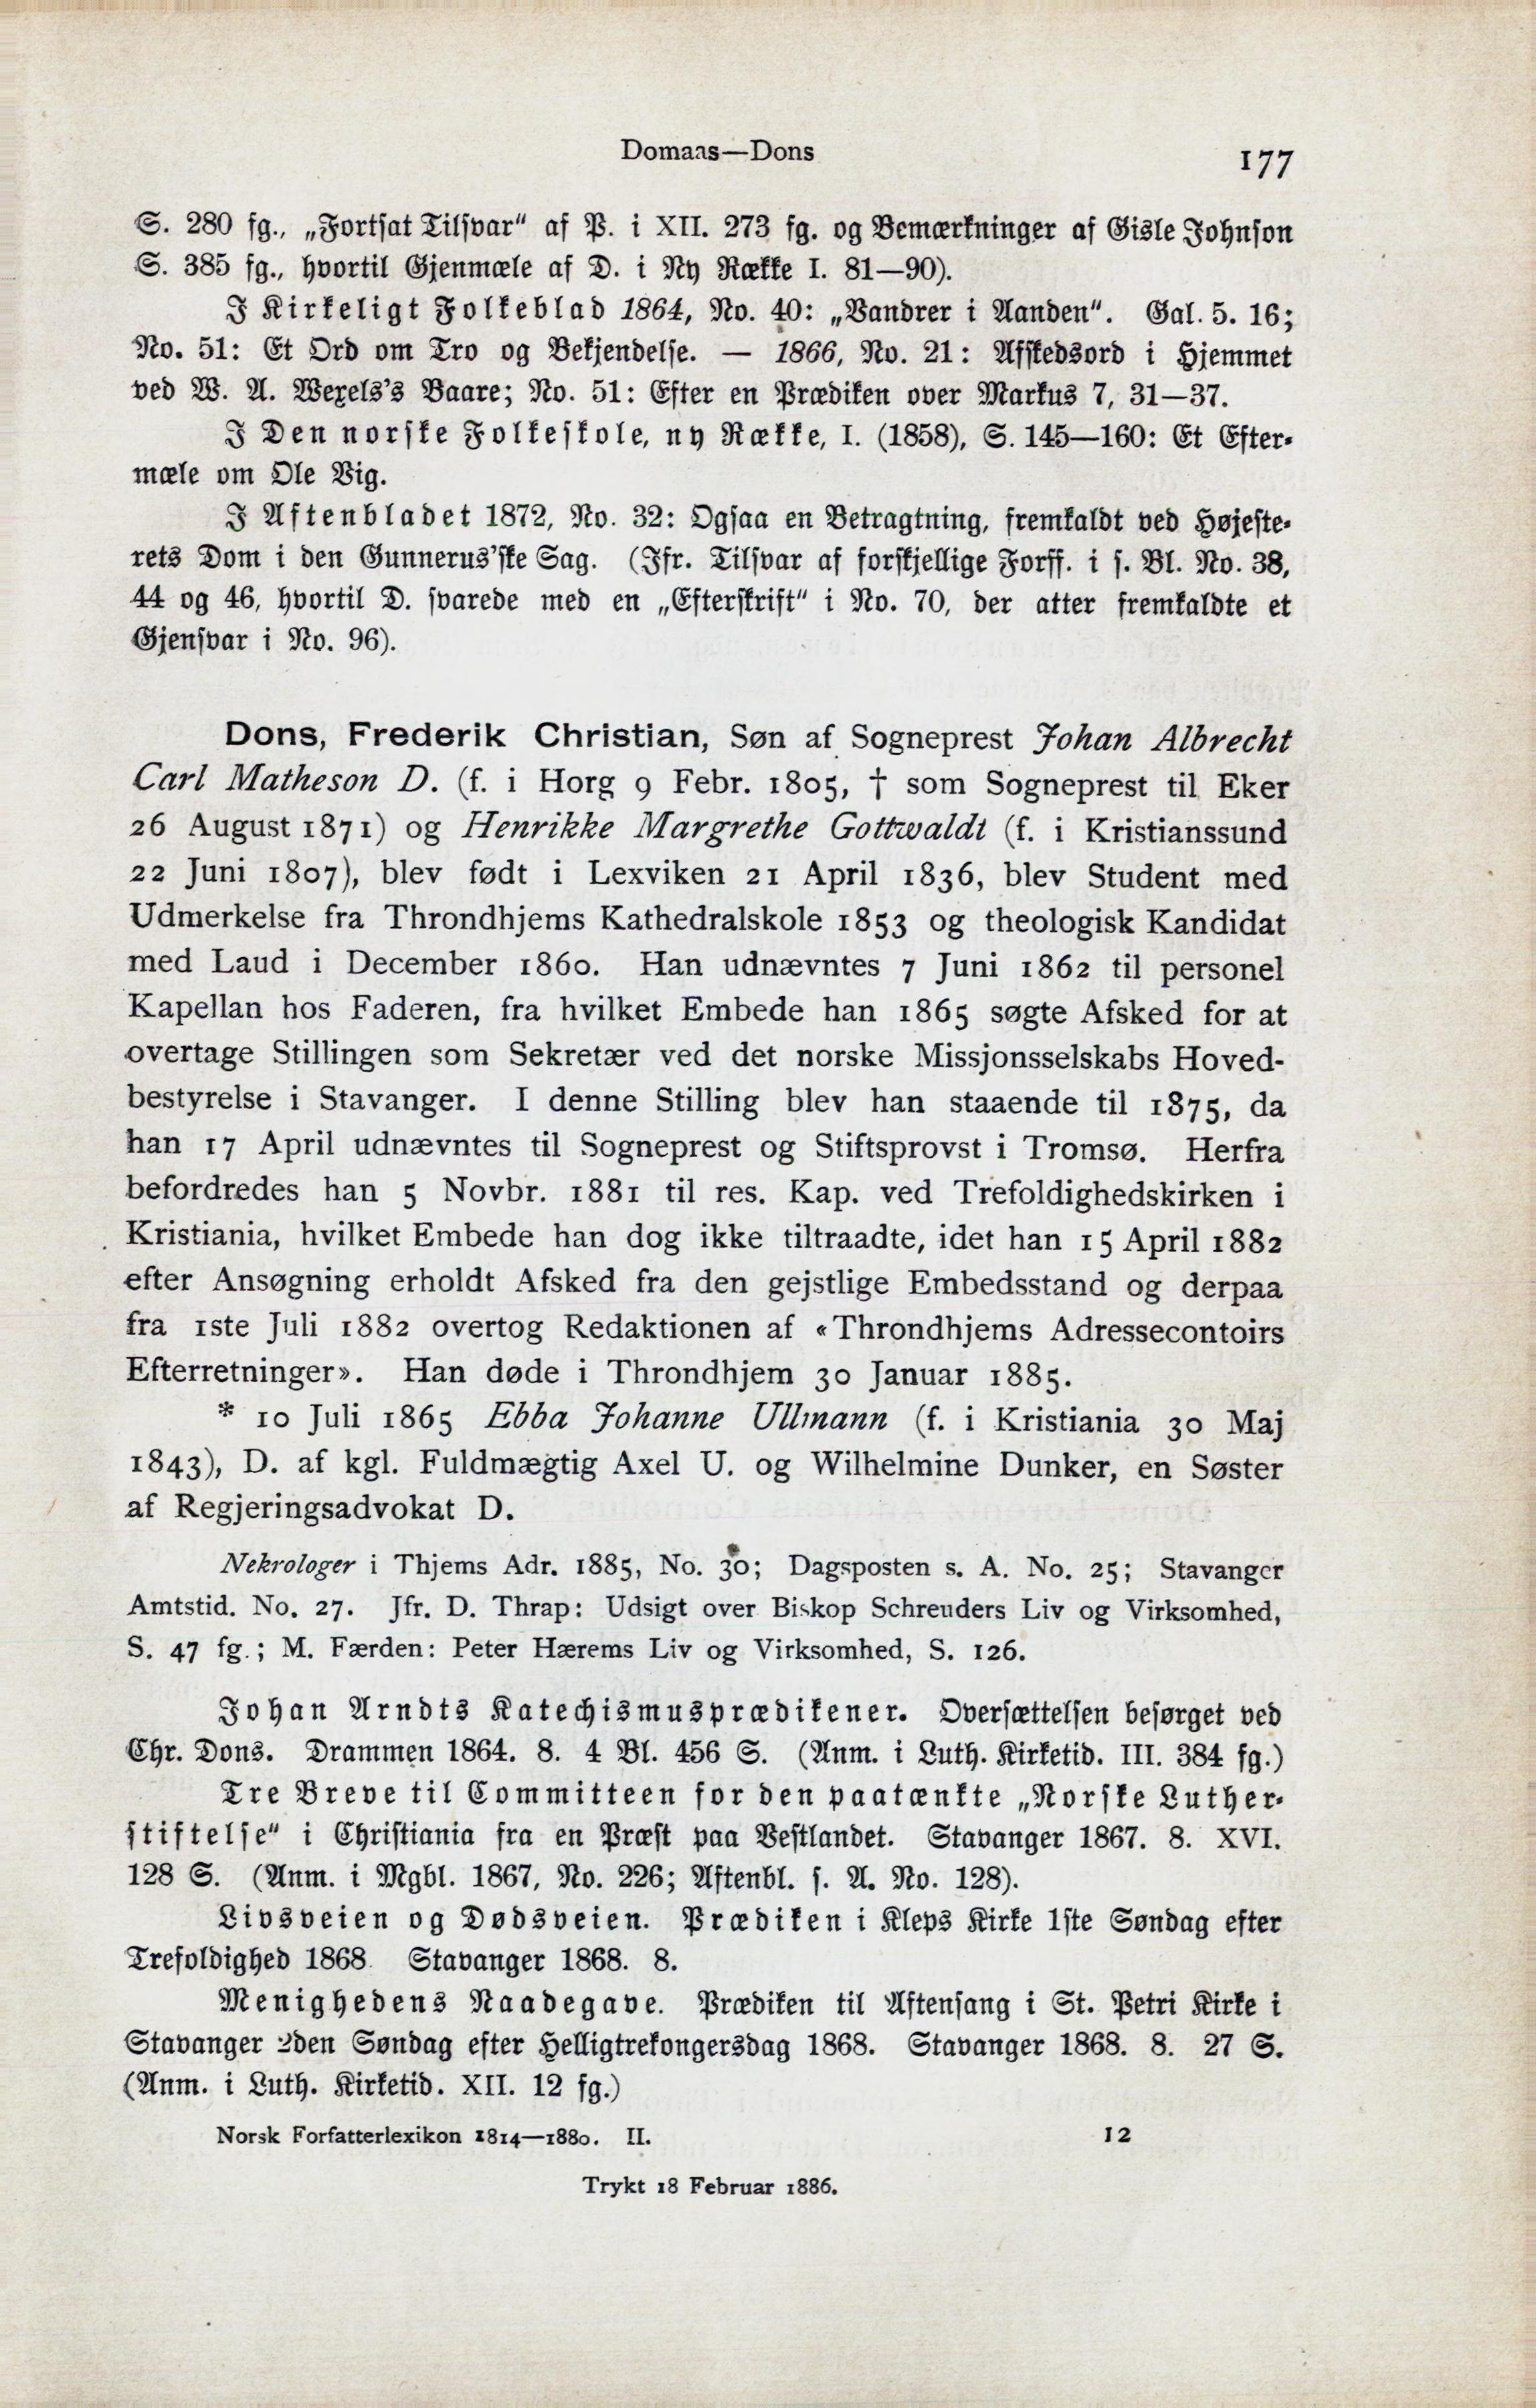 Domaas—Dons
177
S. 280 fg., „Fortsat Tilsvar“ af P. i XII. 273 fg. og Bemærkninger af Gisle Johnson
S. 385 fg., hvortil Gjenmæle af D. i Ny Række I. 81—90).
I Kirkeligt Folkeblad 1864, No. 40: „Vandrer i Aanden“. Gal. 5. 16;
No. 51: Et Ord om Tro og Bekjendelse. — 1866, No. 21: Afskedsord i Hjemmet
ved W. A. Wexels's Baare; No. 51: Efter en Prædiken over Markus 7, 31—37.
I Den norske Folkeskole, ny Række, I. (1858), S. 145—160: Et Efter-
mæle om Ole Vig.
I Aftenbladet 1872, No. 32: Ogsaa en Betragtning, fremkaldt ved Højeste-
rets Dom i den Gunnerus'ske Sag. (Jfr. Tilsvar af forskjellige Forff. i s. Bl. No. 38,
44 og 46, hvortil D. svarede med en „Efterskrift“ i No. 70, der atter fremkaldte et
Gjensvar i No. 96).
Dons, Frederik Christian, Søn af Sogneprest Johan Albrecht
Carl Matheson D. (f. i Horg 9 Febr. 1805, † som Sogneprest til Eker
26 August 1871) og Henrikke Margrethe Gottwaldt (f. i Kristianssund
22 Juni 1807), blev født i Lexviken 21 April 1836, blev Student med
Udmerkelse fra Throndhjems Kathedralskole 1853 og theologisk Kandidat
med Laud i December 1860. Han udnævntes 7 Juni 1862 til personel
Kapellan hos Faderen, fra hvilket Embede han 1865 søgte Afsked for at
overtage Stillingen som Sekretær ved det norske Missjonsselskabs Hoved-
bestyrelse i Stavanger. I denne Stilling blev han staaende til 1875, da
han 17 April udnævntes til Sogneprest og Stiftsprovst i Tromsø. Herfra
befordredes han 5 Novbr. 1881 til res. Kap. ved Trefoldighedskirken i
Kristiania, hvilket Embede han dog ikke tiltraadte, idet han 15 April 1882
efter Ansøgning erholdt Afsked fra den gejstlige Embedsstand og derpaa
fra 1ste Juli 1882 overtog Redaktionen af «Throndhjems Adressecontoirs
Efterretninger». Han døde i Throndhjem 30 Januar 1885.
* 10 Juli 1865 Ebba Johanne Ullmann (f. i Kristiania 30 Maj
1843), D. af kgl. Fuldmægtig Axel U. og Wilhelmine Dunker, en Søster
af Regjeringsadvokat D.
Nekrologer i Thjems Adr. 1885, No. 30; Dagsposten s. A. No. 25; Stavanger
Amtstid. No. 27. Jfr. D. Thrap: Udsigt over Biskop Schreuders Liv og Virksomhed,
S. 47 fg.; M. Færden: Peter Hærems Liv og Virksomhed, S. 126.
Johan Arndts Katechismusprædikener. Oversættelsen besørget ved
Chr. Dons. Drammen 1864. 8. 4 Bl. 456 S. (Anm. i Luth. Kirketid. III. 384 fg.)
Tre Breve til Committeen for den paatænkte „Norske Luther-
stiftelse“ i Christiania fra en Præst paa Vestlandet. Stavanger 1867. 8. XVI.
128 S. (Anm. i Mgbl. 1867, No. 226; Aftenbl. s. A. No. 128).
Livsveien og Dødsveien. Prædiken i Kleps Kirke 1ste Søndag efter
Trefoldighed 1868. Stavanger 1868. 8.
Menighedens Naadegave. Prædiken til Aftensang i St. Petri Kirke i
Stavanger 2den Søndag efter Helligtrekongersdag 1868. Stavanger 1868. 8. 27 S.
(Anm. i Luth. Kirketid. XII. 12 fg.)
Norsk Forfatterlexikon 1814—1880. II.
12
Trykt 18 Februar 1886.